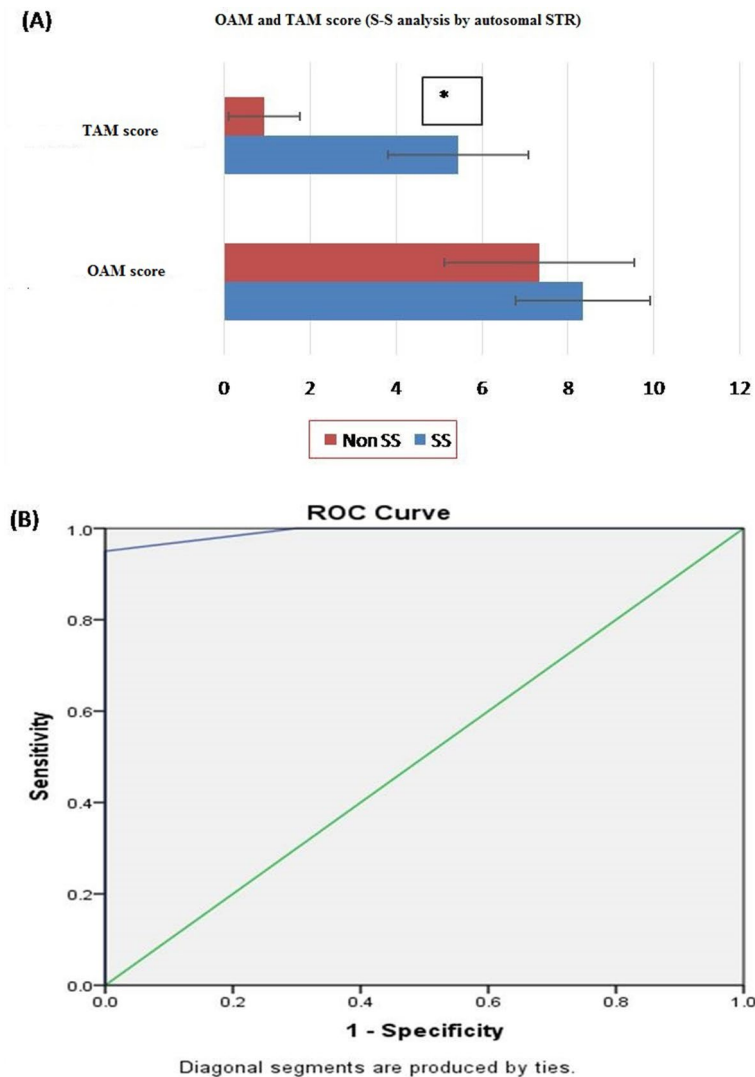 (A)
OAM and TAM score (S-S analysis by autosomal STR)
TAM score
*
OAM score
0 2 4 6 8 10 12
Non SS SS
(B)
ROC Curve
1.0
0.8
0.6
0.4
0.2
0.0
Sensitivity
0.0 0.2 0.4 0.6 0.8 1.0
1 - Specificity
Diagonal segments are produced by ties.